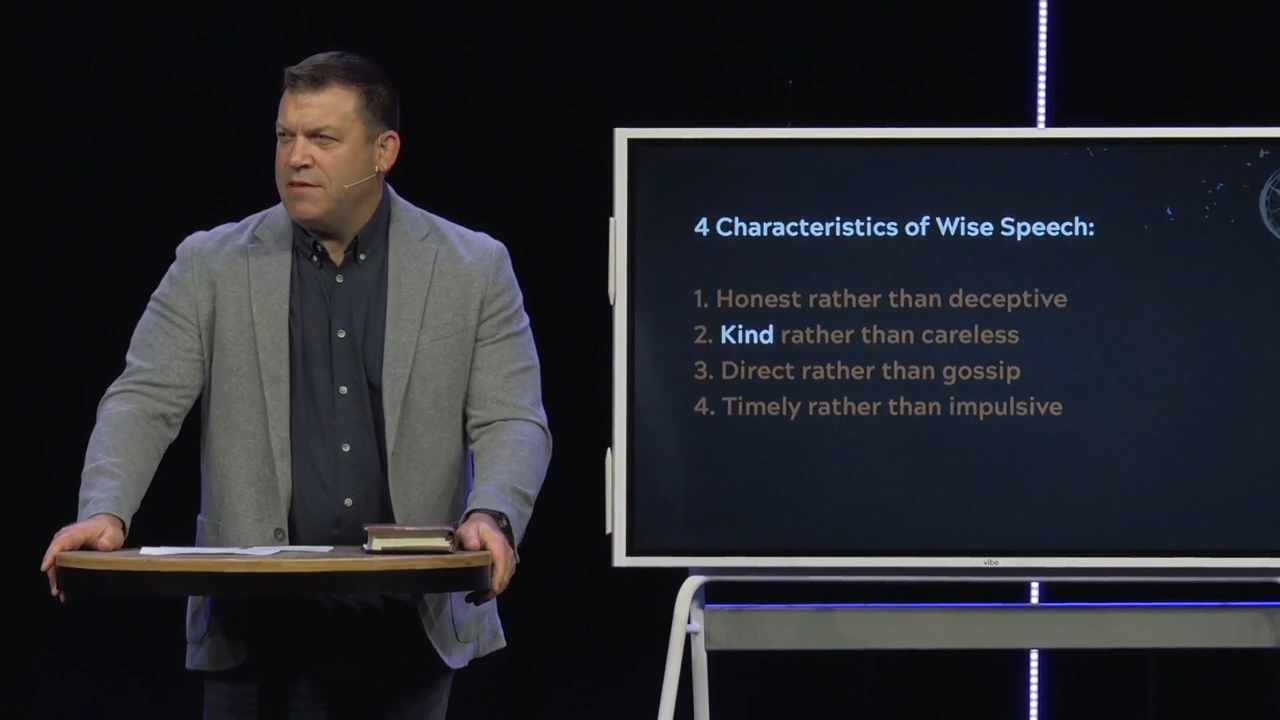 4 Characteristics of Wise Speech:
1. Honest rather than deceptive
2. Kind rather than careless
3. Direct rather than gossip
4. Timely rather than impulsive
vibe